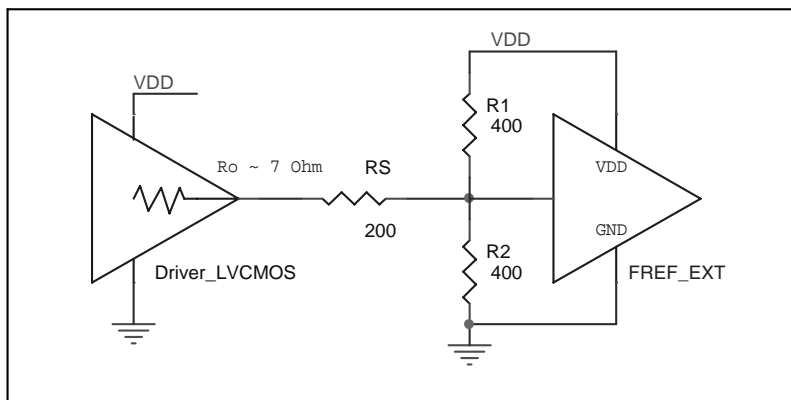 VDD
VDD
R1
400
Ro ~ 7 Ohm
RS
VDD
200
GND
R2
400
Driver_LVCMOS
FREF_EXT